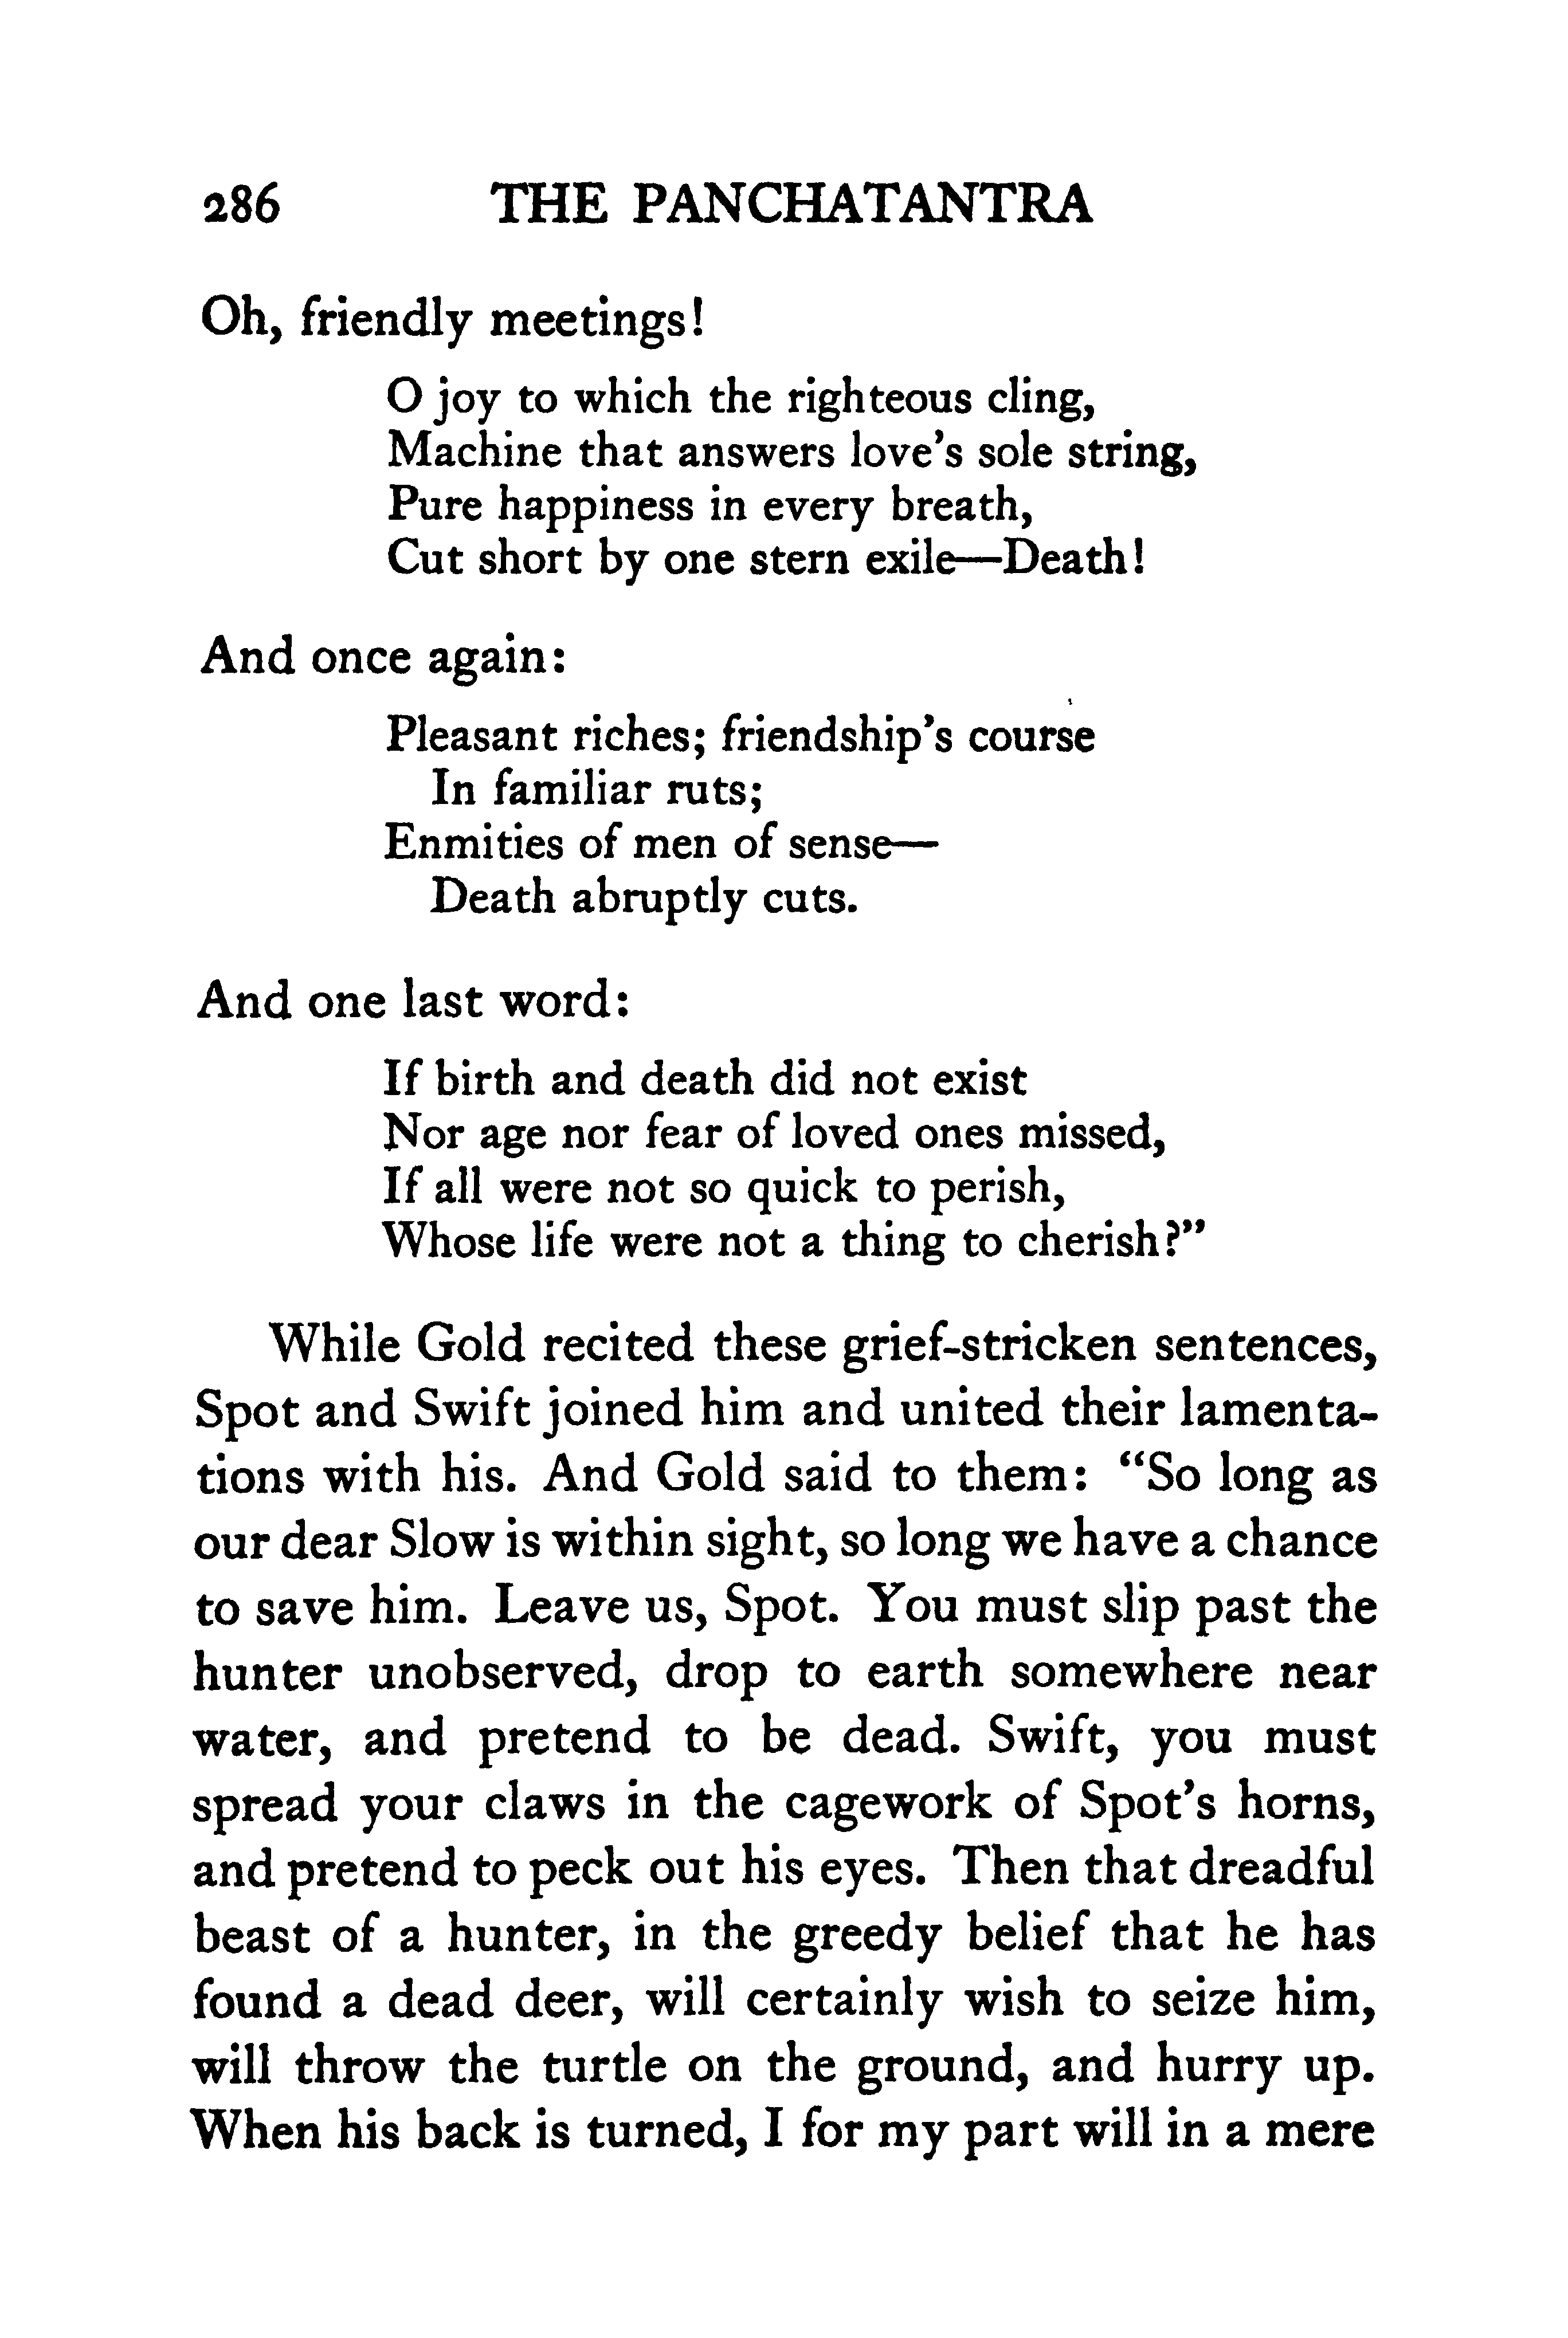 286 THE PANCHATANTRA
Oh, friendly meetings!
O joy to which the righteous cling,
Machine that answers love's sole string,
Pure happiness in every breath,
Cut short by one stern exile—Death!
And once again:
Pleasant riches; friendship's course
In familiar ruts;
Enmities of men of sense—
Death abruptly cuts.
And one last word:
If birth and death did not exist
Nor age nor fear of loved ones missed,
If all were not so quick to perish,
Whose life were not a thing to cherish?"
While Gold recited these grief-stricken sentences,
Spot and Swift joined him and united their lamenta-
tions with his. And Gold said to them: "So long as
our dear Slow is within sight, so long we have a chance
to save him. Leave us, Spot. You must slip past the
hunter unobserved, drop to earth somewhere near
water, and pretend to be dead. Swift, you must
spread your claws in the cagework of Spot's horns,
and pretend to peck out his eyes. Then that dreadful
beast of a hunter, in the greedy belief that he has
found a dead deer, will certainly wish to seize him,
will throw the turtle on the ground, and hurry up.
When his back is turned, I for my part will in a mere